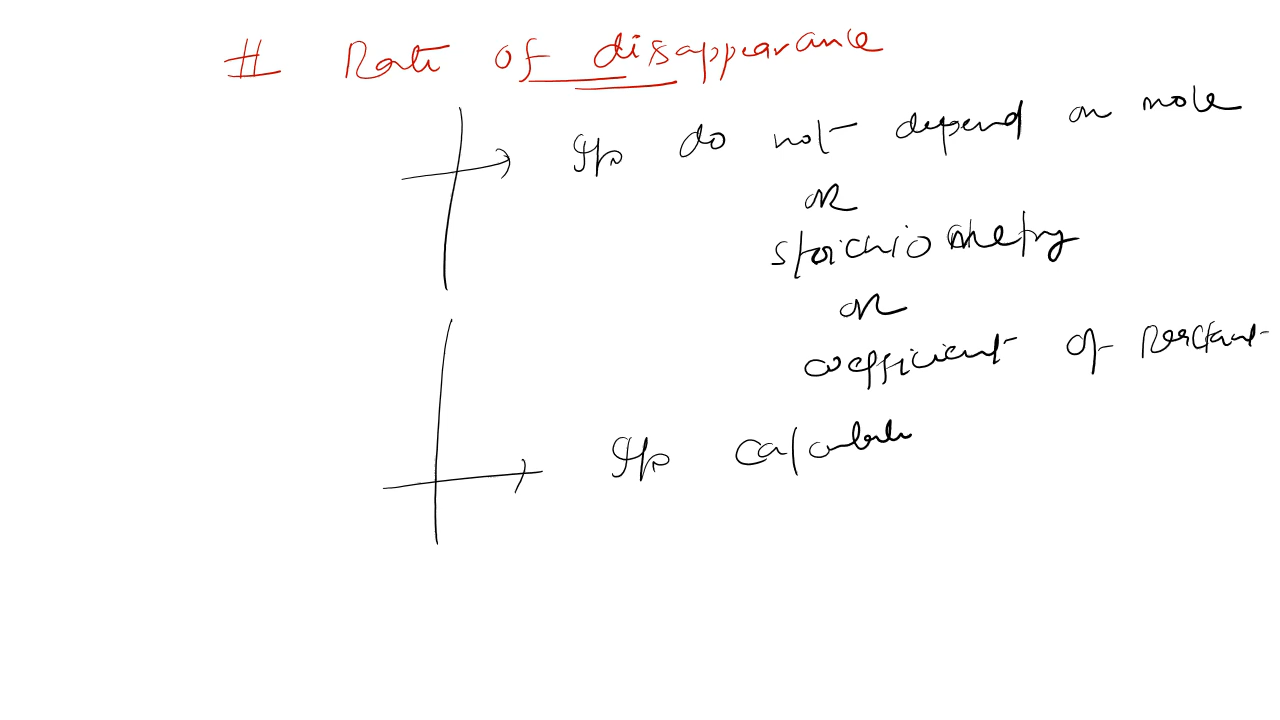 # Rate of disappearance
It's do not depend on mole
or
stoichiometry
or
coefficient of reactant
It's calculate